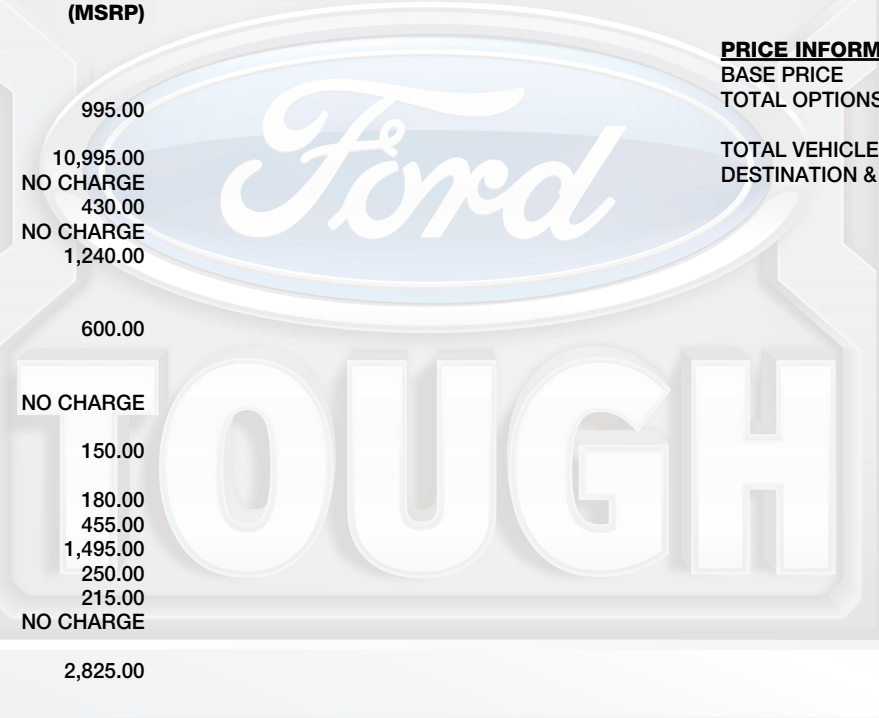 (MSRP)
995.00
10,995.00
NO CHARGE
430.00
NO CHARGE
1,240.00
600.00
NO CHARGE
150.00
180.00
455.00
1,495.00
250.00
215.00
NO CHARGE
2,825.00
PRICE INFORM
BASE PRICE
TOTAL OPTIONS
TOTAL VEHICLE
DESTINATION &
Ford
TOUGH